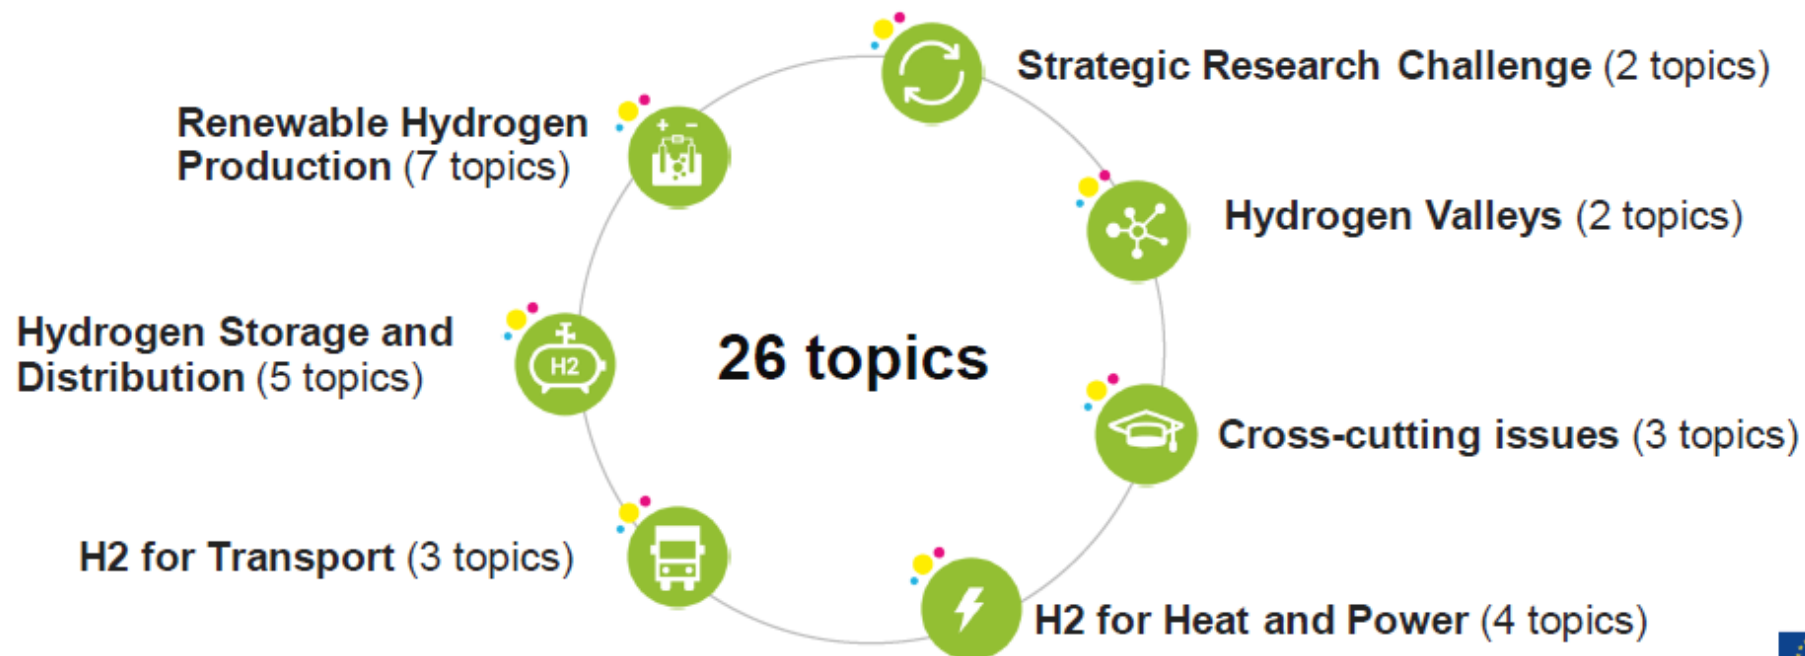 Strategic Research Challenge (2 topics)
Renewable Hydrogen
Production (7 topics)
+ −
Hydrogen Valleys (2 topics)
Hydrogen Storage and
Distribution (5 topics)
H2
26 topics
Cross-cutting issues (3 topics)
H2 for Transport (3 topics)
H2 for Heat and Power (4 topics)